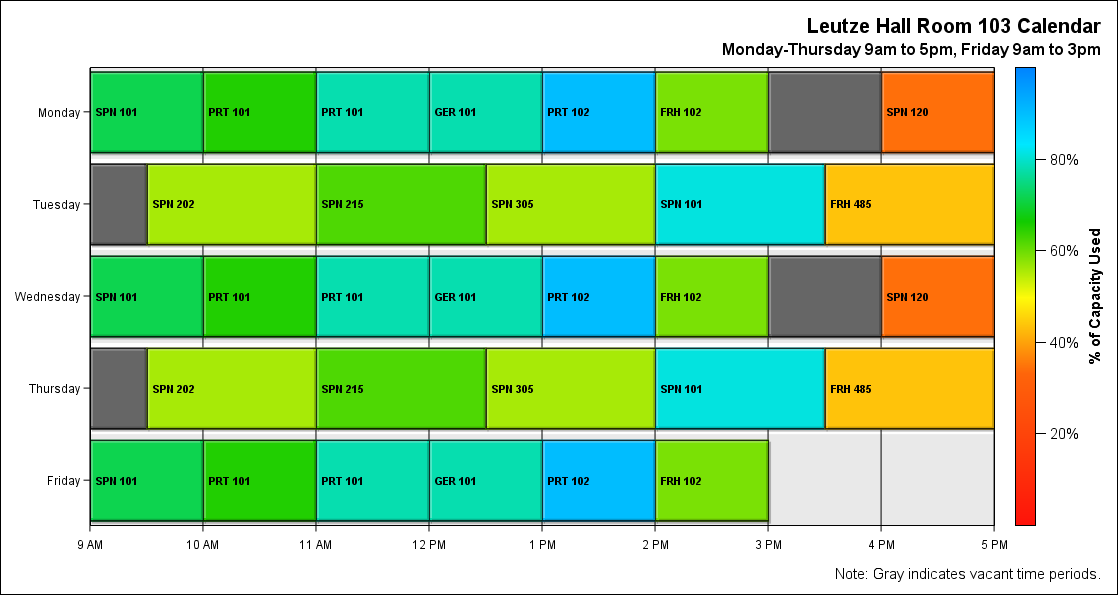 Leutze Hall Room 103 Calendar
Monday-Thursday 9am to 5pm, Friday 9am to 3pm
Monday
SPN 101 PRT 101 PRT 101 GER 101 PRT 102 FRH 102 SPN 120
Tuesday
SPN 202 SPN 215 SPN 305 SPN 101 FRH 485
Wednesday
SPN 101 PRT 101 PRT 101 GER 101 PRT 102 FRH 102 SPN 120
Thursday
SPN 202 SPN 215 SPN 305 SPN 101 FRH 485
Friday
SPN 101 PRT 101 PRT 101 GER 101 PRT 102 FRH 102
9 AM 10 AM 11 AM 12 PM 1 PM 2 PM 3 PM 4 PM 5 PM
80%
60%
40%
20%
% of Capacity Used
Note: Gray indicates vacant time periods.